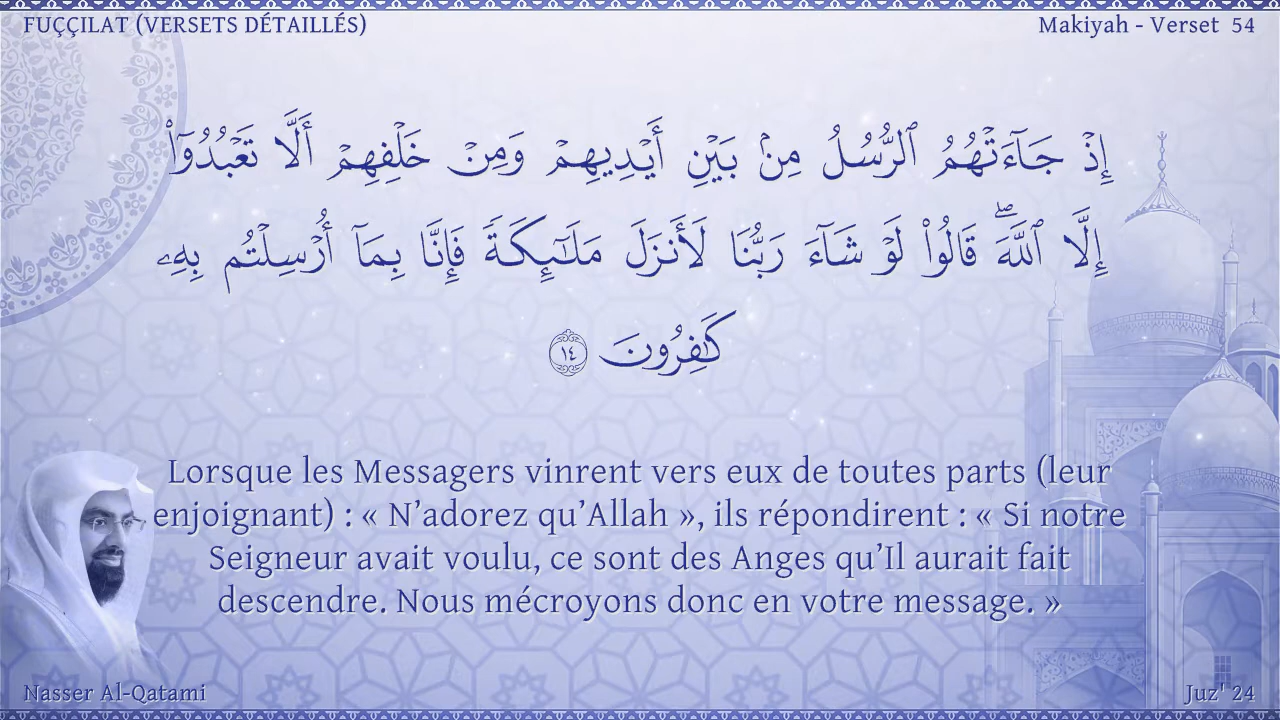 FUÇÇILAT (VERSETS DÉTAILLÉS)
Makiyah - Verset 54
إِذۡ جَآءَتۡهُمُ ٱلرُّسُلُ مِنۢ بَيۡنِ أَيۡدِيهِمۡ وَمِنۡ خَلۡفِهِمۡ أَلَّا تَعۡبُدُوٓاْ
إِلَّا ٱللَّهَۖ قَالُواْ لَوۡ شَآءَ رَبُّنَا لَأَنزَلَ مَلَٰٓئِكَةٗ فَإِنَّا بِمَآ أُرۡسِلۡتُم بِهِۦ
كَٰفِرُونَ ١٤
Lorsque les Messagers vinrent vers eux de toutes parts (leur
enjoignant) : « N’adorez qu’Allah », ils répondirent : « Si notre
Seigneur avait voulu, ce sont des Anges qu’Il aurait fait
descendre. Nous mécroyons donc en votre message. »
Nasser Al-Qatami
Juz' 24